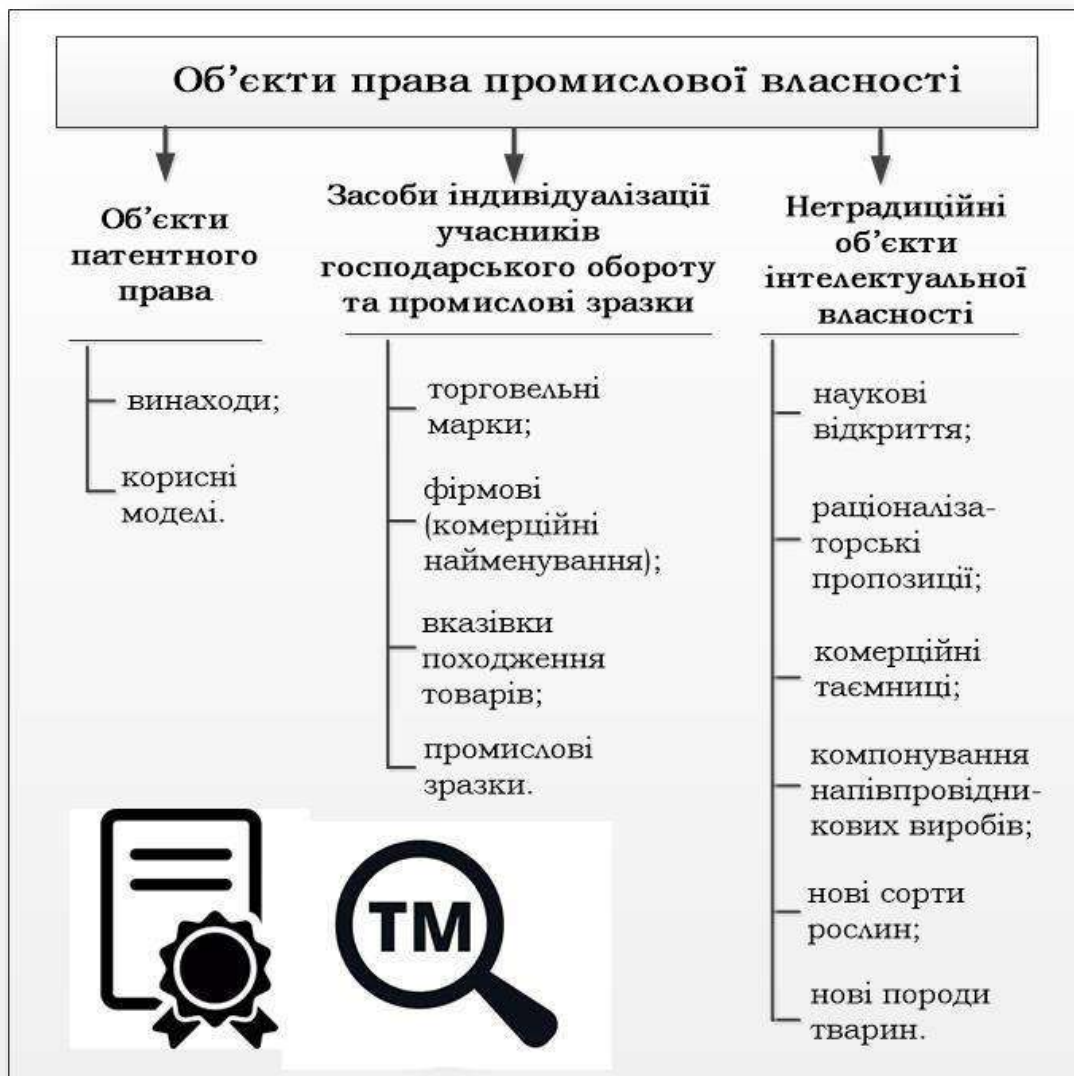 Об’єкти права промислової власності
Об’єкти
патентного
права
винаходи;
корисні
моделі.
Засоби індивідуалізації
учасників
господарського обороту
та промислові зразки
торговельні
марки;
фірмові
(комерційні
найменування);
вказівки
походження
товарів;
промислові
зразки.
Нетрадиційні
об’єкти
інтелектуальної
власності
наукові
відкриття;
раціоналіза-
торські
пропозиції;
комерційні
таємниці;
компонування
напівпровідни-
кових виробів;
нові сорти
рослин;
нові породи
тварин.
TM